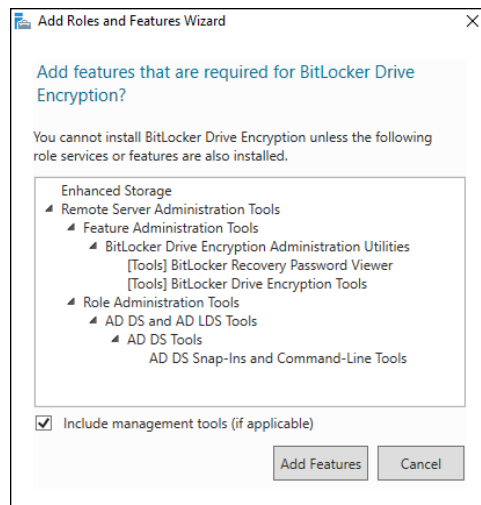 Add Roles and Features Wizard
Add features that are required for BitLocker Drive
Encryption?
You cannot install BitLocker Drive Encryption unless the following
role services or features are also installed.
Enhanced Storage
Remote Server Administration Tools
Feature Administration Tools
BitLocker Drive Encryption Administration Utilities
[Tools] BitLocker Recovery Password Viewer
[Tools] BitLocker Drive Encryption Tools
Role Administration Tools
AD DS and AD LDS Tools
AD DS Tools
AD DS Snap-Ins and Command-Line Tools
Include management tools (if applicable)
Add Features
Cancel